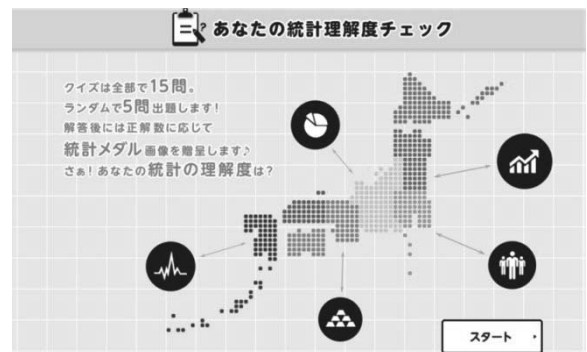 あなたの統計理解度チェック
クイズは全部で15問。
ランダムで5問出題します!
解答後には正解数に応じて
統計メダル画像を贈呈します♪
さぁ!あなたの統計の理解度は?
スタート